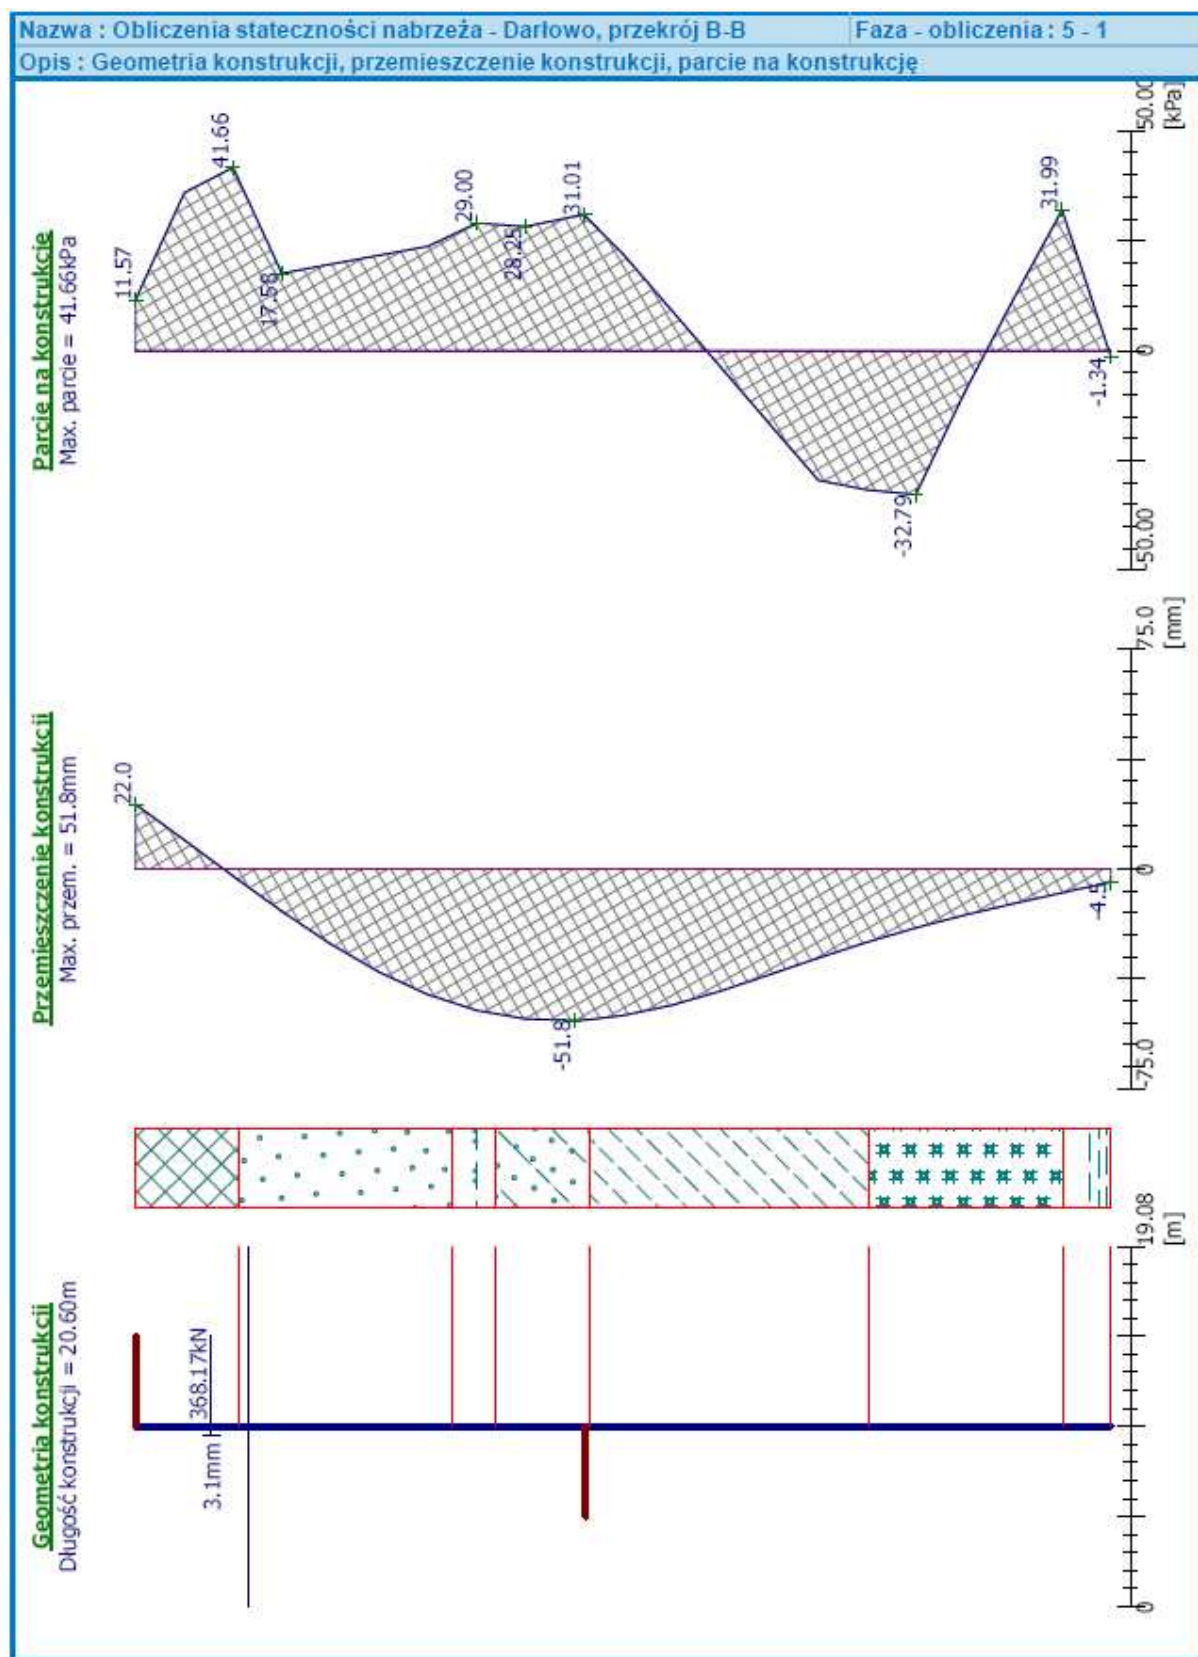 Nazwa : Obliczenia stateczności nabrzeża - Darłowo, przekrój B-B
Faza - obliczenia : 5 - 1
Opis : Geometria konstrukcji, przemieszczenie konstrukcji, parcie na konstrukcję
Geometria konstrukcji
Długość konstrukcji = 20.60m
3.1mm
368.17kN
0
19.08
[m]
Przemieszczenie konstrukcji
Max. przem. = 51.8mm
22.0
-51.8
-4.5
-75.0
0
75.0
[mm]
Parcie na konstrukcję
Max. parcie = 41.66kPa
11.57
41.66
17.58
29.00
28.25
31.01
-32.79
31.99
-1.34
-50.00
0
50.00
[kPa]